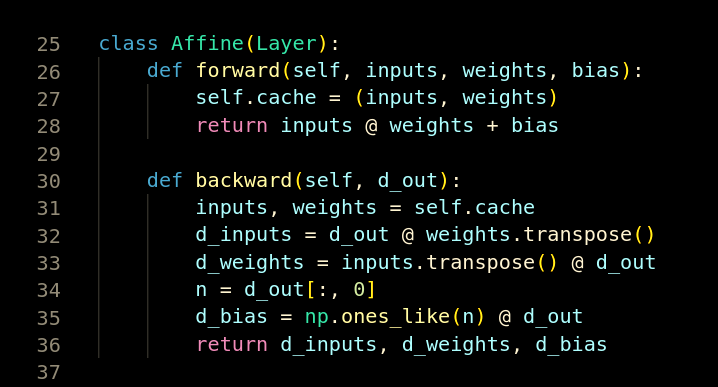 25 class Affine(Layer):
26     def forward(self, inputs, weights, bias):
27         self.cache = (inputs, weights)
28         return inputs @ weights + bias
29
30     def backward(self, d_out):
31         inputs, weights = self.cache
32         d_inputs = d_out @ weights.transpose()
33         d_weights = inputs.transpose() @ d_out
34         n = d_out[:, 0]
35         d_bias = np.ones_like(n) @ d_out
36         return d_inputs, d_weights, d_bias
37